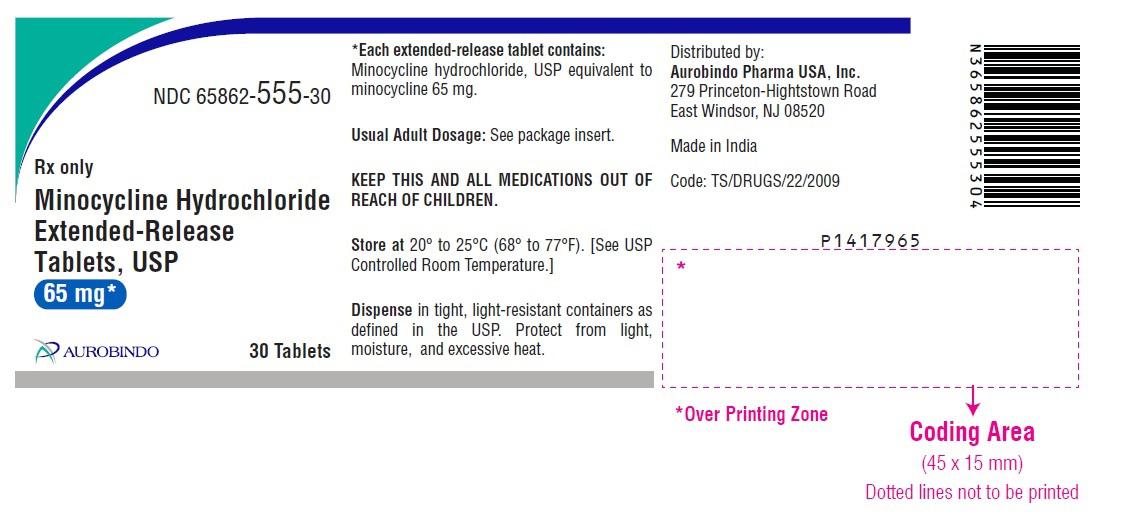 NDC 65862-555-30
Rx only
Minocycline Hydrochloride
Extended-Release
Tablets, USP
65 mg*
AUROBINDO
30 Tablets
*Each extended-release tablet contains:
Minocycline hydrochloride, USP equivalent to
minocycline 65 mg.
Usual Adult Dosage: See package insert.
KEEP THIS AND ALL MEDICATIONS OUT OF
REACH OF CHILDREN.
Store at 20° to 25°C (68° to 77°F). [See USP
Controlled Room Temperature.]
Dispense in tight, light-resistant containers as
defined in the USP. Protect from light,
moisture, and excessive heat.
Distributed by:
Aurobindo Pharma USA, Inc.
279 Princeton-Hightstown Road
East Windsor, NJ 08520
Made in India
Code: TS/DRUGS/22/2009
N365862555304
P1417965
*
*Over Printing Zone
Coding Area
(45 x 15 mm)
Dotted lines not to be printed